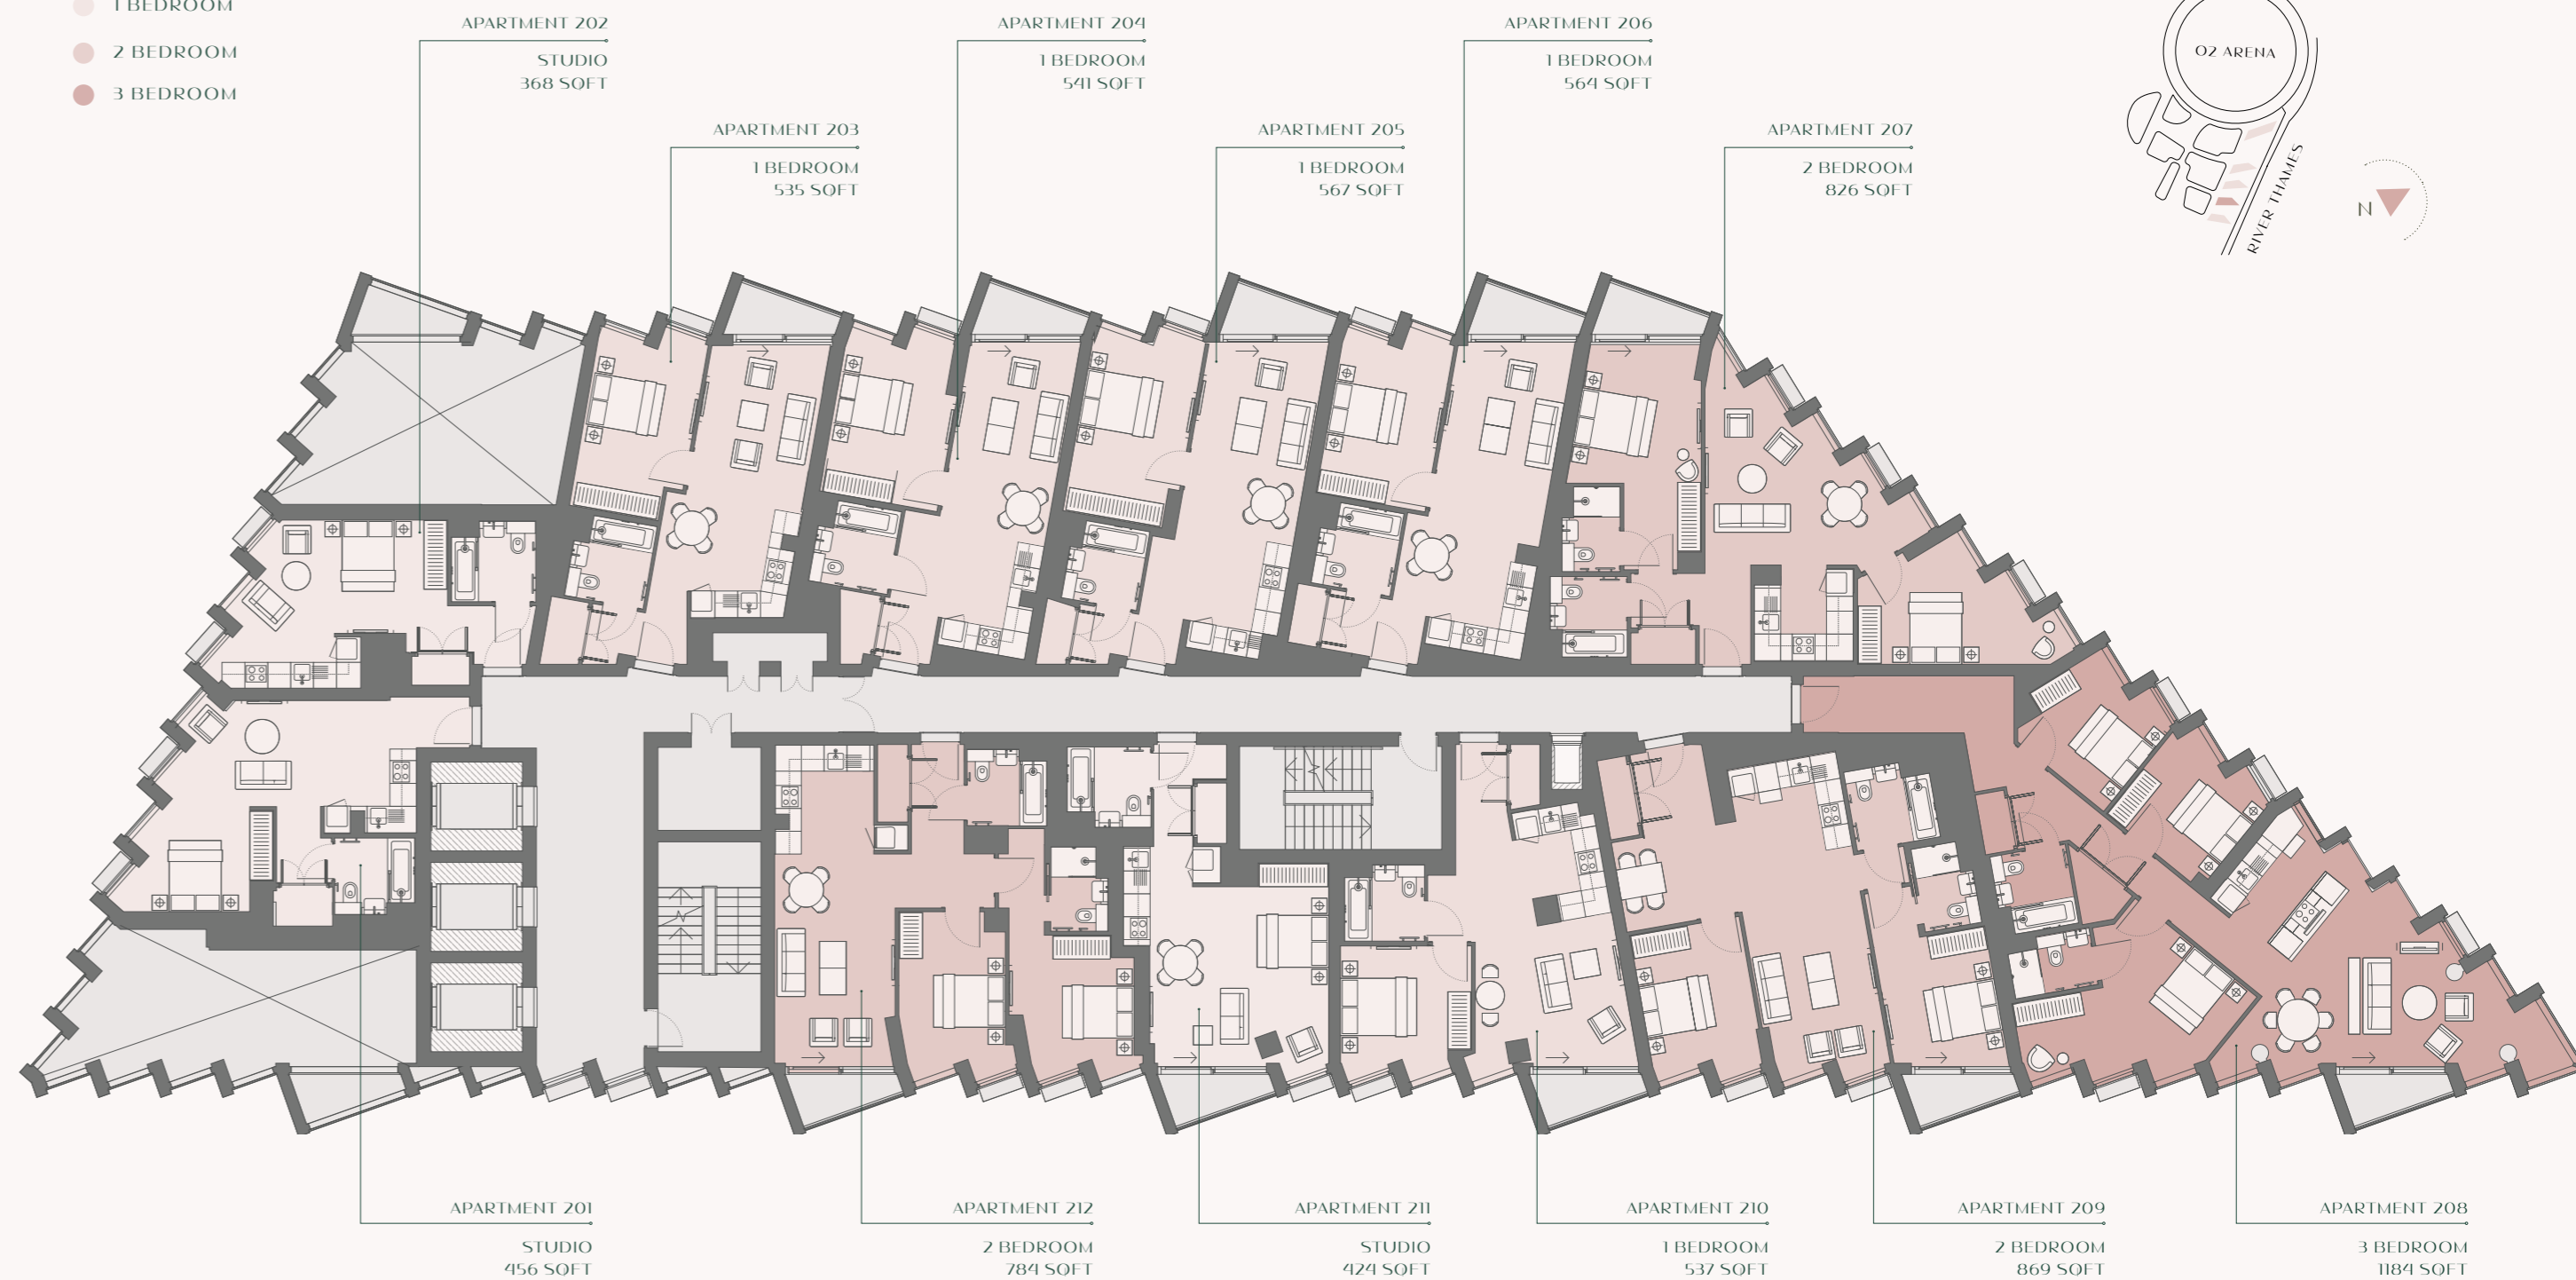 1 BEDROOM
2 BEDROOM
3 BEDROOM
APARTMENT 202
STUDIO
368 SQFT
APARTMENT 203
1 BEDROOM
535 SQFT
APARTMENT 204
1 BEDROOM
541 SQFT
APARTMENT 205
1 BEDROOM
567 SQFT
APARTMENT 206
1 BEDROOM
564 SQFT
APARTMENT 207
2 BEDROOM
826 SQFT
O2 ARENA
RIVER THAMES
N
APARTMENT 201
STUDIO
456 SQFT
APARTMENT 212
2 BEDROOM
784 SQFT
APARTMENT 211
STUDIO
424 SQFT
APARTMENT 210
1 BEDROOM
537 SQFT
APARTMENT 209
2 BEDROOM
869 SQFT
APARTMENT 208
3 BEDROOM
1184 SQFT